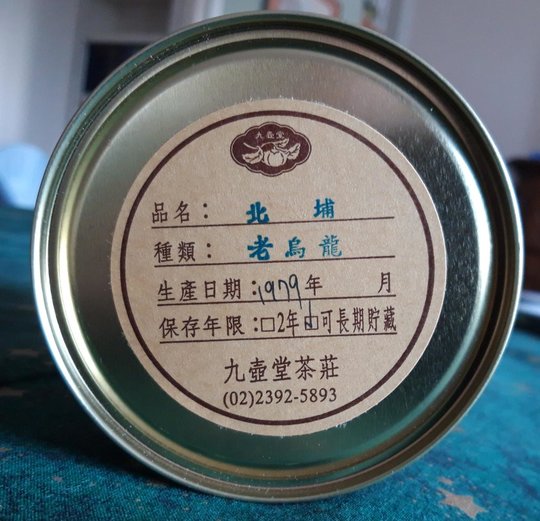 九壺堂
品名：北埔
種類：老烏龍
生產日期：1979年 月
保存年限：□2年□可長期貯藏
九壺堂茶莊
(02)2392-5893